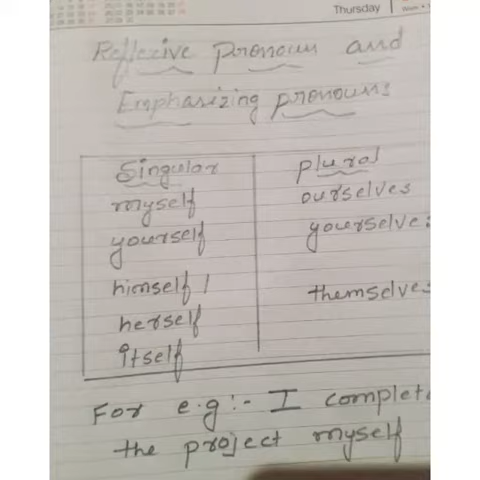 Thursday
Reflexive pronoun and
Emphasizing pronouns
Singular plural
myself ourselves
yourself yourselves
himself / themselves
herself
itself
For e.g :- I complete
the project myself